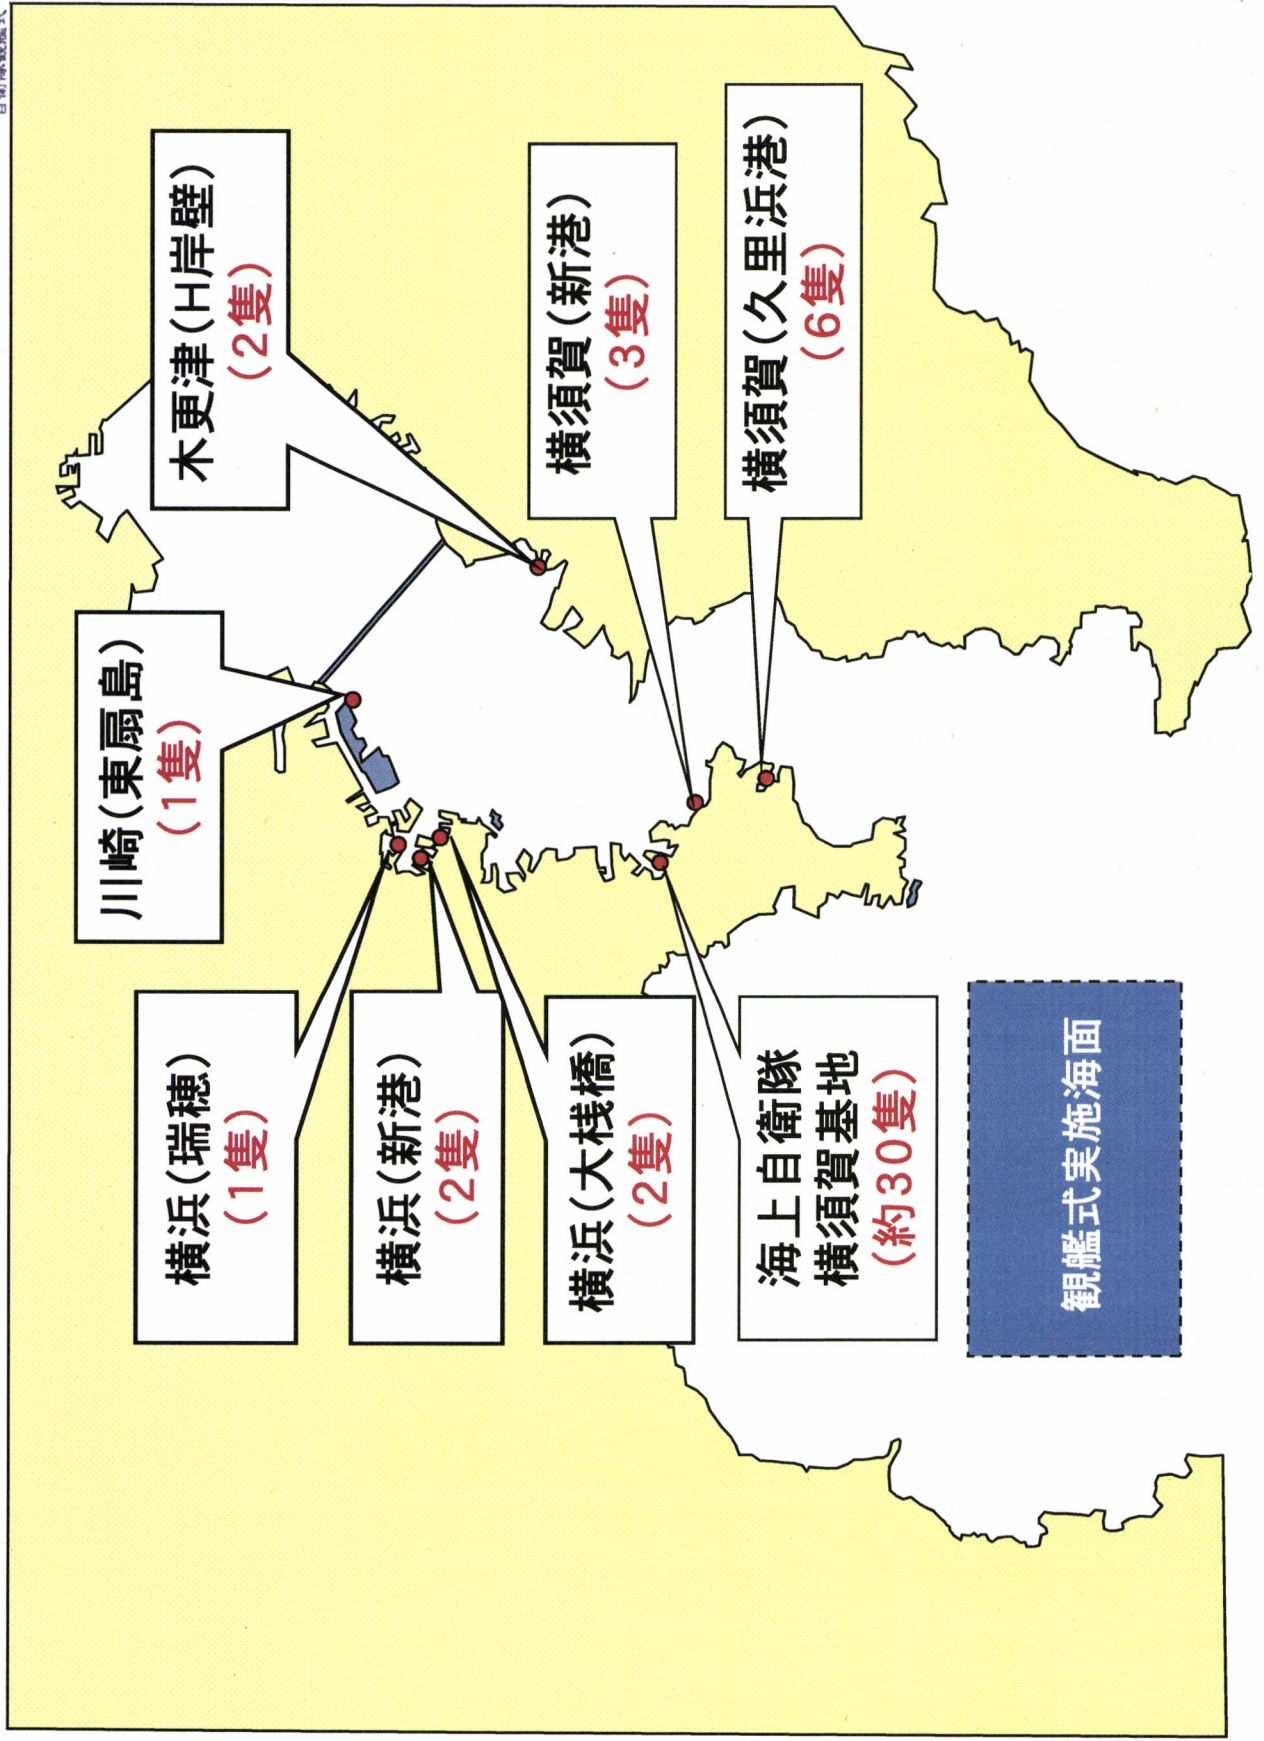 木更津(H岸壁)
(2隻)
川崎(東扇島)
(1隻)
横浜(瑞穂)
(1隻)
横浜(新港)
(2隻)
横浜(大桟橋)
(2隻)
海上自衛隊
横須賀基地
(約30隻)
横須賀(新港)
(3隻)
横須賀(久里浜港)
(6隻)
観艦式実施海面